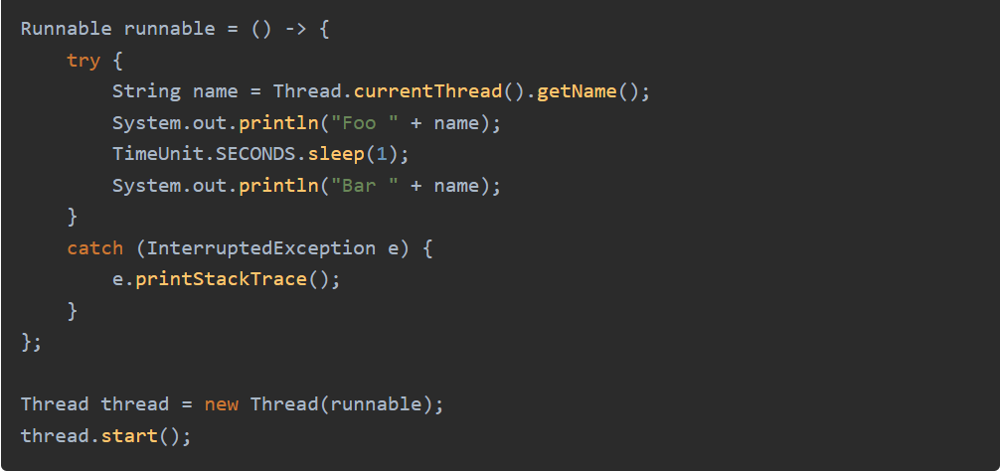 Runnable runnable = () -> {
    try {
        String name = Thread.currentThread().getName();
        System.out.println("Foo " + name);
        TimeUnit.SECONDS.sleep(1);
        System.out.println("Bar " + name);
    }
    catch (InterruptedException e) {
        e.printStackTrace();
    }
};

Thread thread = new Thread(runnable);
thread.start();